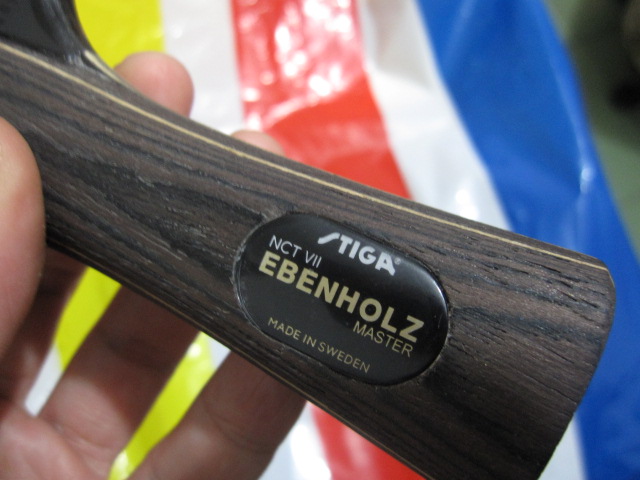 STIGA
NCT VII
EBENHOLZ
MASTER
MADE IN SWEDEN